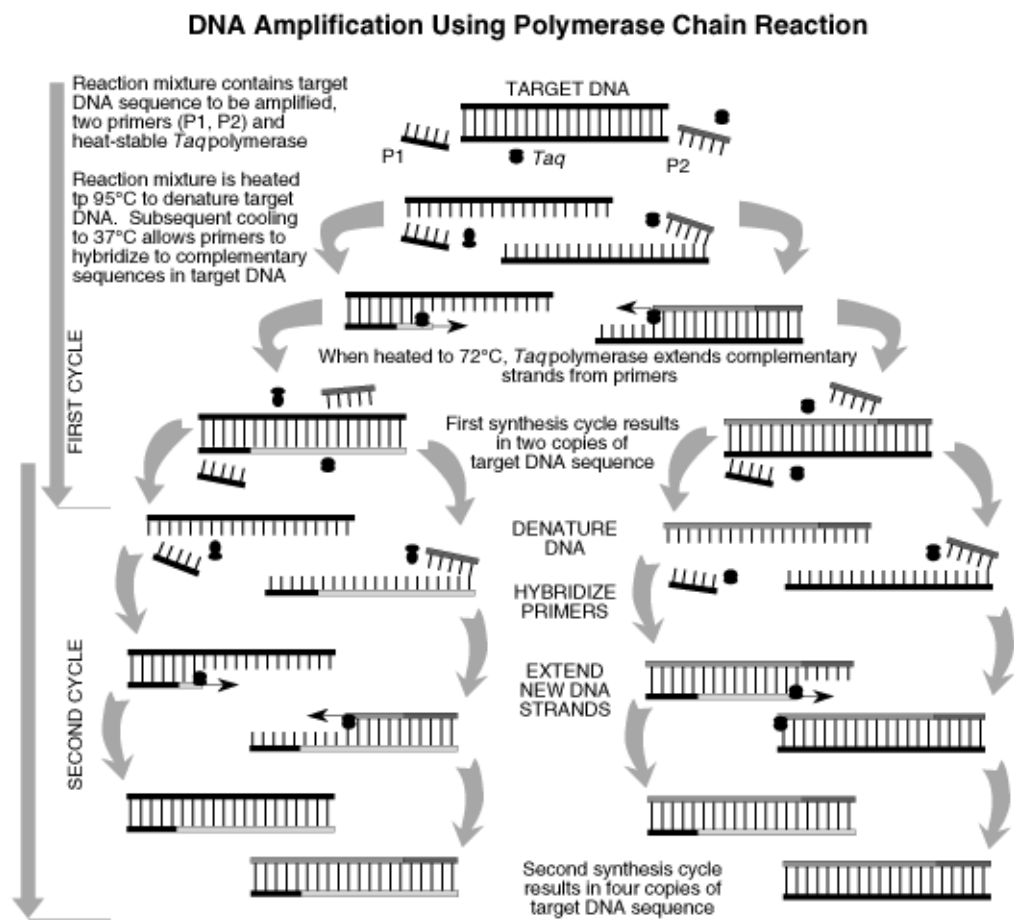 DNA Amplification Using Polymerase Chain Reaction
Reaction mixture contains target
DNA sequence to be amplified,
two primers (P1, P2) and
heat-stable Taq polymerase
TARGET DNA
P1
Taq
P2
Reaction mixture is heated
tp 95°C to denature target
DNA. Subsequent cooling
to 37°C allows primers to
hybridize to complementary
sequences in target DNA
When heated to 72°C, Taq polymerase extends complementary
strands from primers
FIRST CYCLE
First synthesis cycle results
in two copies of
target DNA sequence
DENATURE
DNA
HYBRIDIZE
PRIMERS
EXTEND
NEW DNA
STRANDS
SECOND CYCLE
Second synthesis cycle
results in four copies of
target DNA sequence